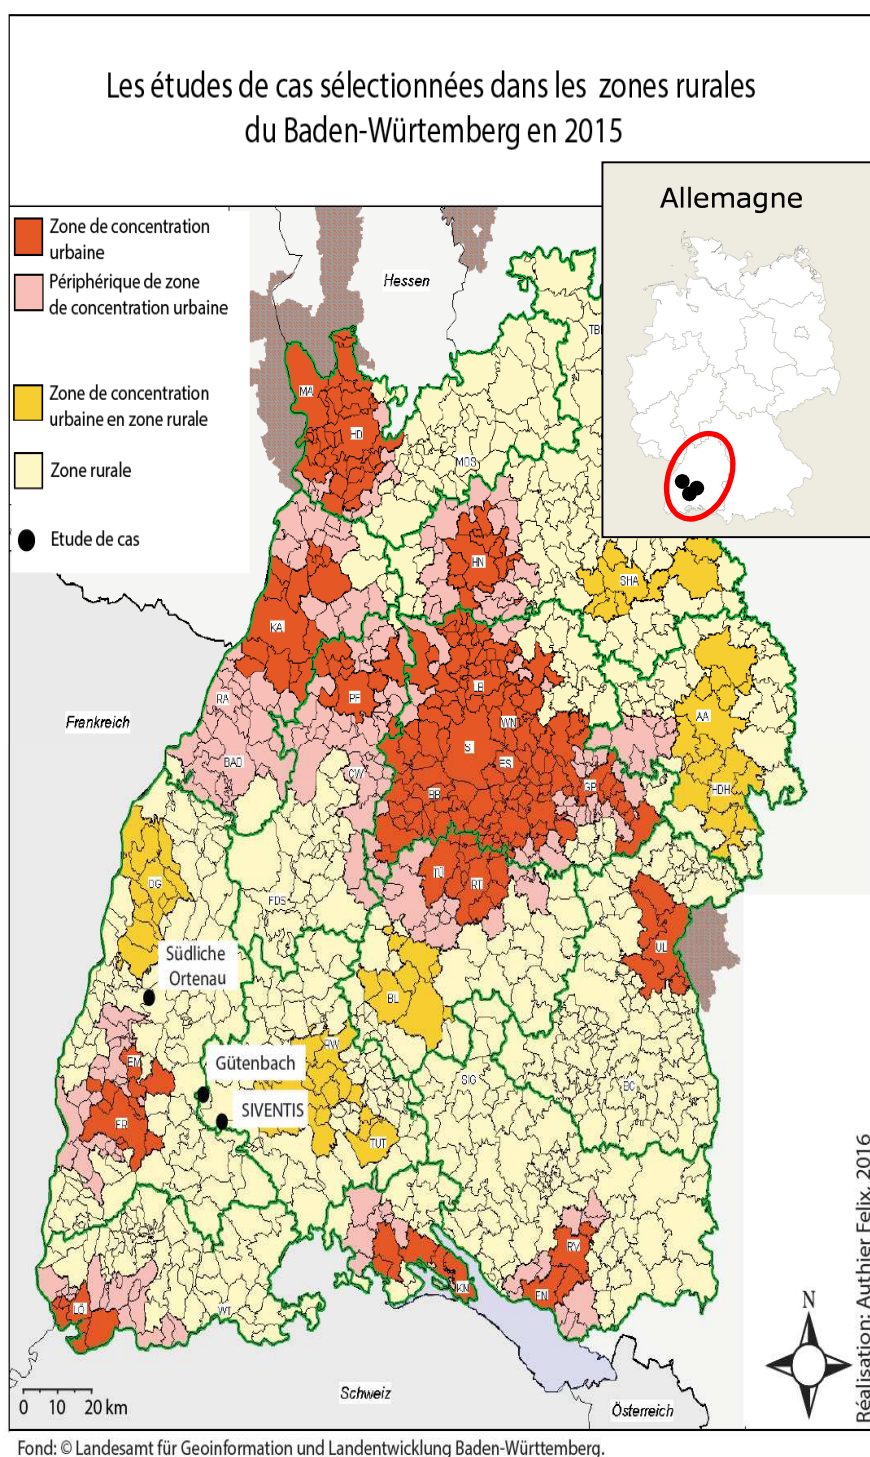 Les études de cas sélectionnées dans les zones rurales
du Baden-Würtemberg en 2015
Allemagne
Zone de concentration
urbaine
Périphérique de zone
de concentration urbaine
Zone de concentration
urbaine en zone rurale
Zone rurale
Etude de cas
Hessen
TB
MA
HD
MOS
HN
SHA
KA
RA
PF
LB
WN
AA
Frankreich
BAD
CW
S
ES
BB
GP
HDH
OG
FDS
TÜ
RT
UL
Südliche
Ortenau
BL
RW
EM
Gütenbach
SIG
BC
FR
SIVENTIS
TUT
RV
KN
FN
LÖ
WT
N
0 10 20 km
Schweiz
Österreich
Réalisation: Authier Felix, 2016
Fond: © Landesamt für Geoinformation und Landentwicklung Baden-Württemberg.